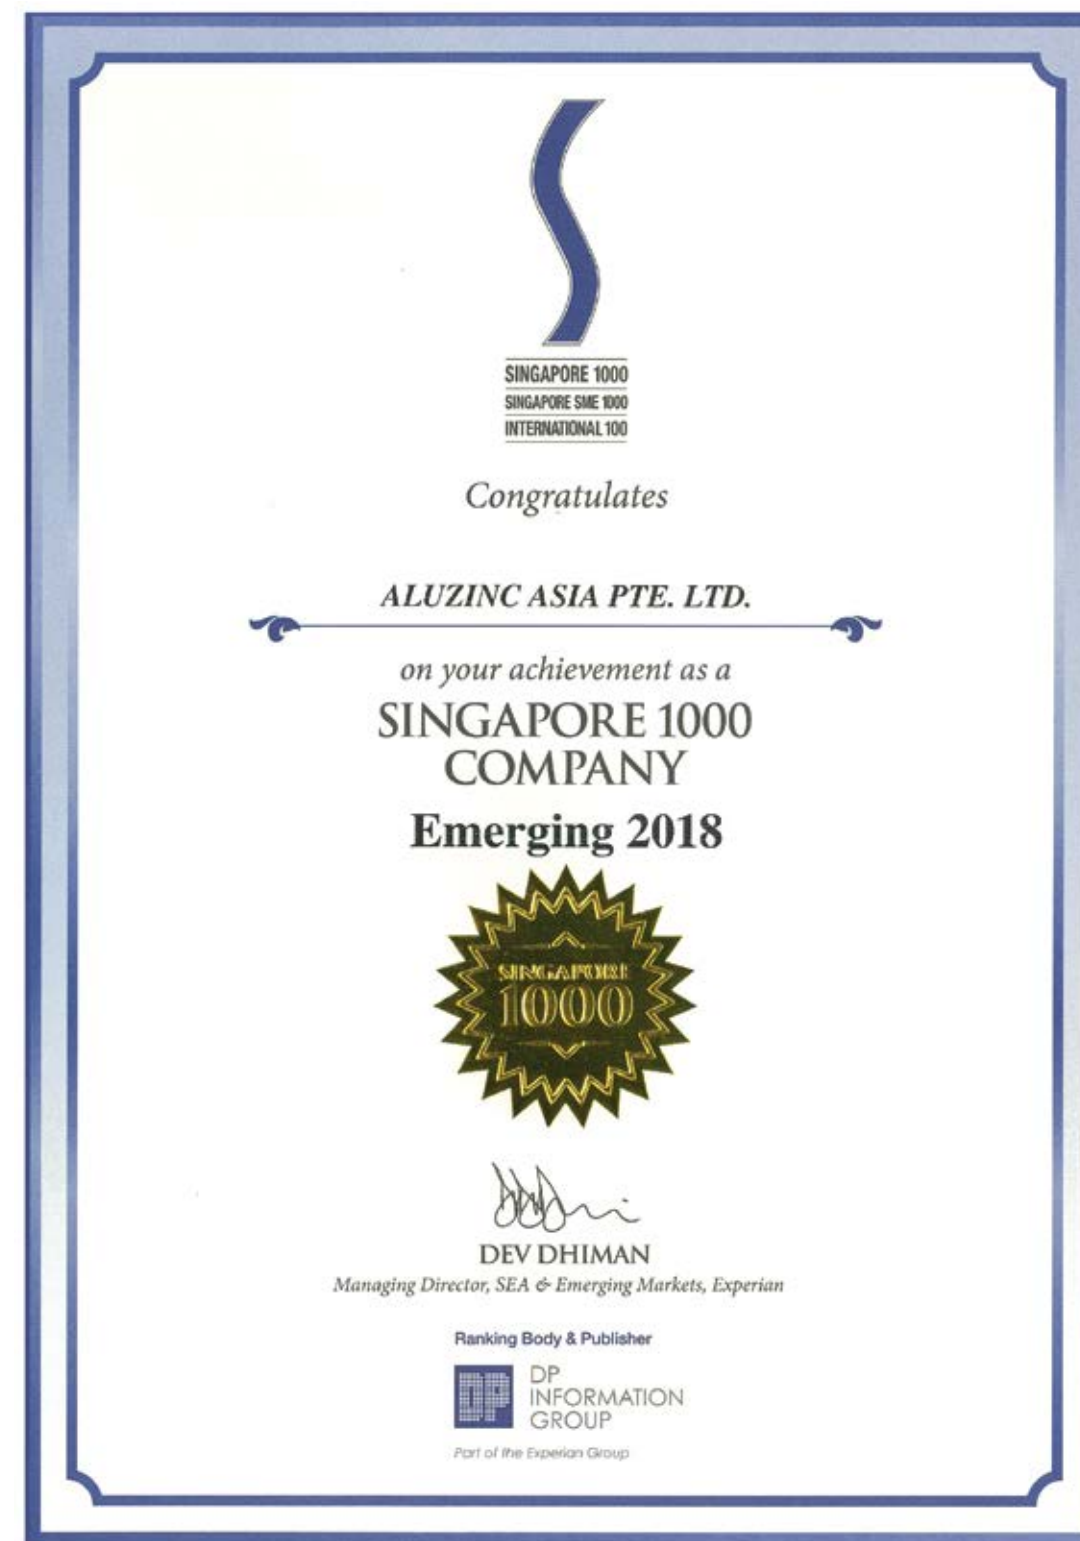 SINGAPORE 1000
SINGAPORE SME 1000
INTERNATIONAL 100
Congratulates
ALUZINC ASIA PTE. LTD.
on your achievement as a
SINGAPORE 1000
COMPANY
Emerging 2018
SINGAPORE
1000
DEV DHIMAN
Managing Director, SEA & Emerging Markets, Experian
Ranking Body & Publisher
DP
DP
INFORMATION
GROUP
Part of the Experian Group